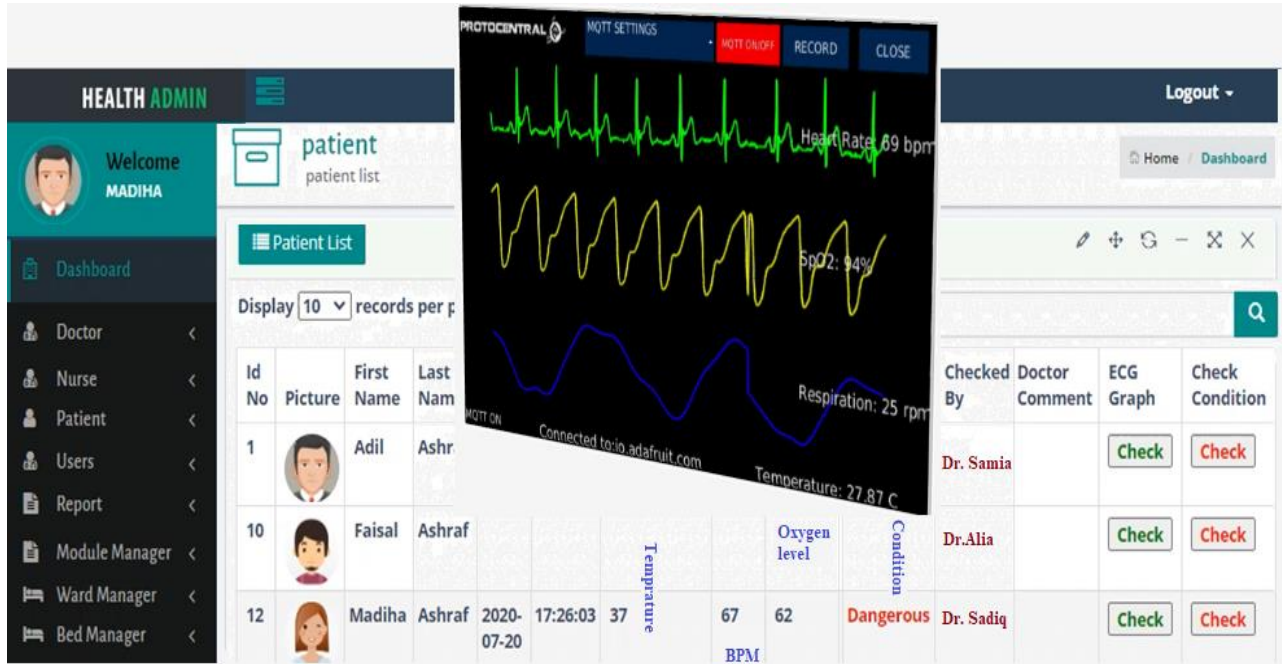 PROTOCENTRAL
MQTT SETTINGS
MQTT ON/OFF
RECORD
CLOSE
HEALTH ADMIN
Logout
Welcome
MADIHA
patient
patient list
Home / Dashboard
Heart Rate: 69 bpm
Patient List
SpO2: 94%
Dashboard
Display 10 records per p
Doctor
Nurse
Patient
Users
Report
Module Manager
Ward Manager
Bed Manager
Respiration: 25 rpm
MQTT ON
Connected to:io.adafruit.com
Temperature: 27.87 C
Id No Picture First Name Last Nam Checked By Doctor Comment ECG Graph Check Condition
1 Adil Ashr Dr. Samia Check Check
10 Faisal Ashraf Dr.Alia Check Check
Temprature
Oxygen
level
Condition
12 Madiha Ashraf 2020-07-20 17:26:03 37 67 62 Dangerous Dr. Sadiq Check Check
BPM